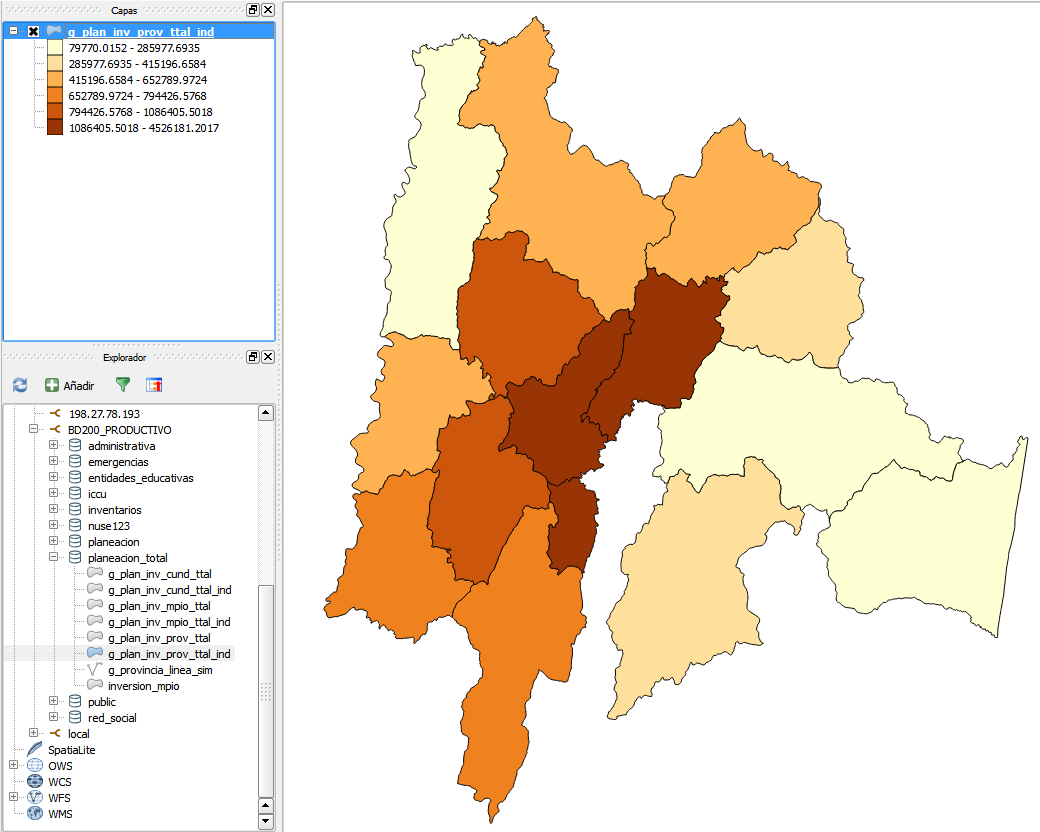 Capas
g_plan_inv_prov_ttal_ind
79770.0152 - 285977.6935
285977.6935 - 415196.6584
415196.6584 - 652789.9724
652789.9724 - 794426.5768
794426.5768 - 1086405.5018
1086405.5018 - 4526181.2017
Explorador
Añadir
198.27.78.193
BD200_PRODUCTIVO
administrativa
emergencias
entidades_educativas
iccu
inventarios
nuse123
planeacion
planeacion_total
g_plan_inv_cund_ttal
g_plan_inv_cund_ttal_ind
g_plan_inv_mpio_ttal
g_plan_inv_mpio_ttal_ind
g_plan_inv_prov_ttal
g_plan_inv_prov_ttal_ind
g_provincia_linea_sim
inversion_mpio
public
red_social
local
SpatiaLite
OWS
WCS
WFS
WMS